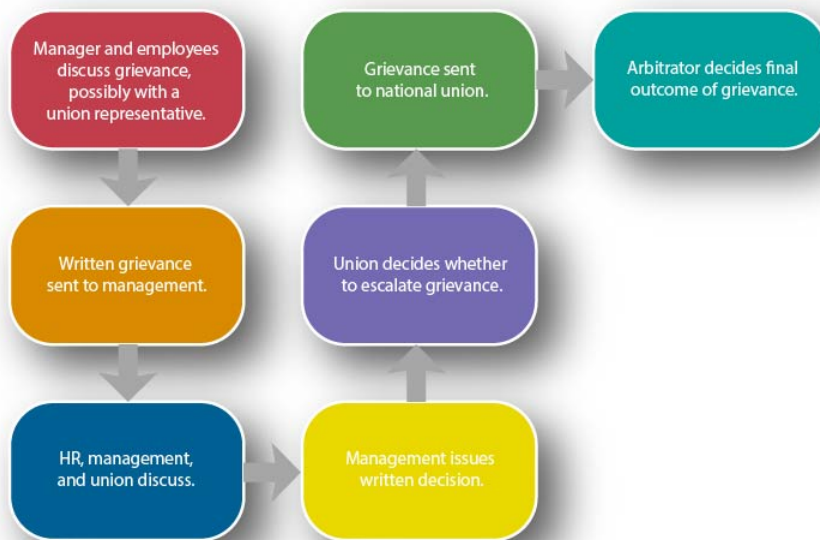 Manager and employees
discuss grievance,
possibly with a
union representative.
Written grievance
sent to management.
HR, management,
and union discuss.
Management issues
written decision.
Union decides whether
to escalate grievance.
Grievance sent
to national union.
Arbitrator decides final
outcome of grievance.